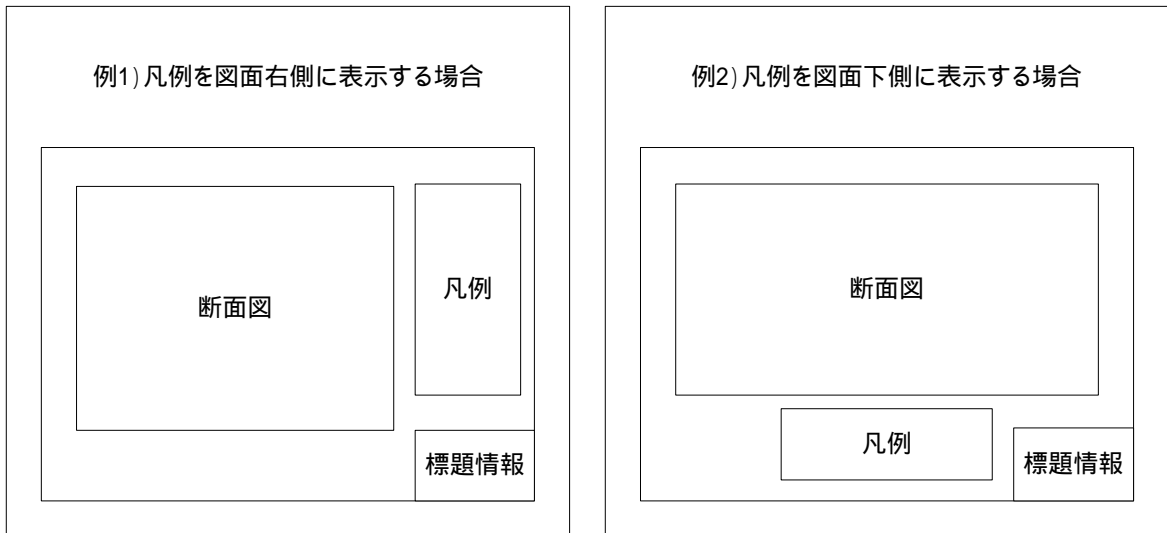 例1)凡例を図面右側に表示する場合
断面図
凡例
標題情報
例2)凡例を図面下側に表示する場合
断面図
凡例
標題情報